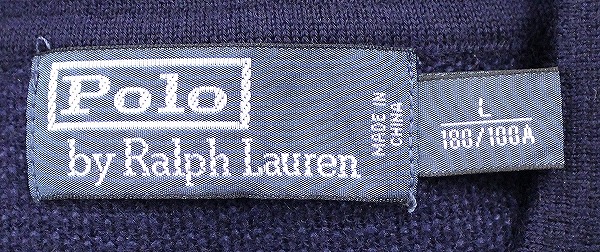 Polo
by Ralph Lauren
MADE IN
CHINA
L
180/100A